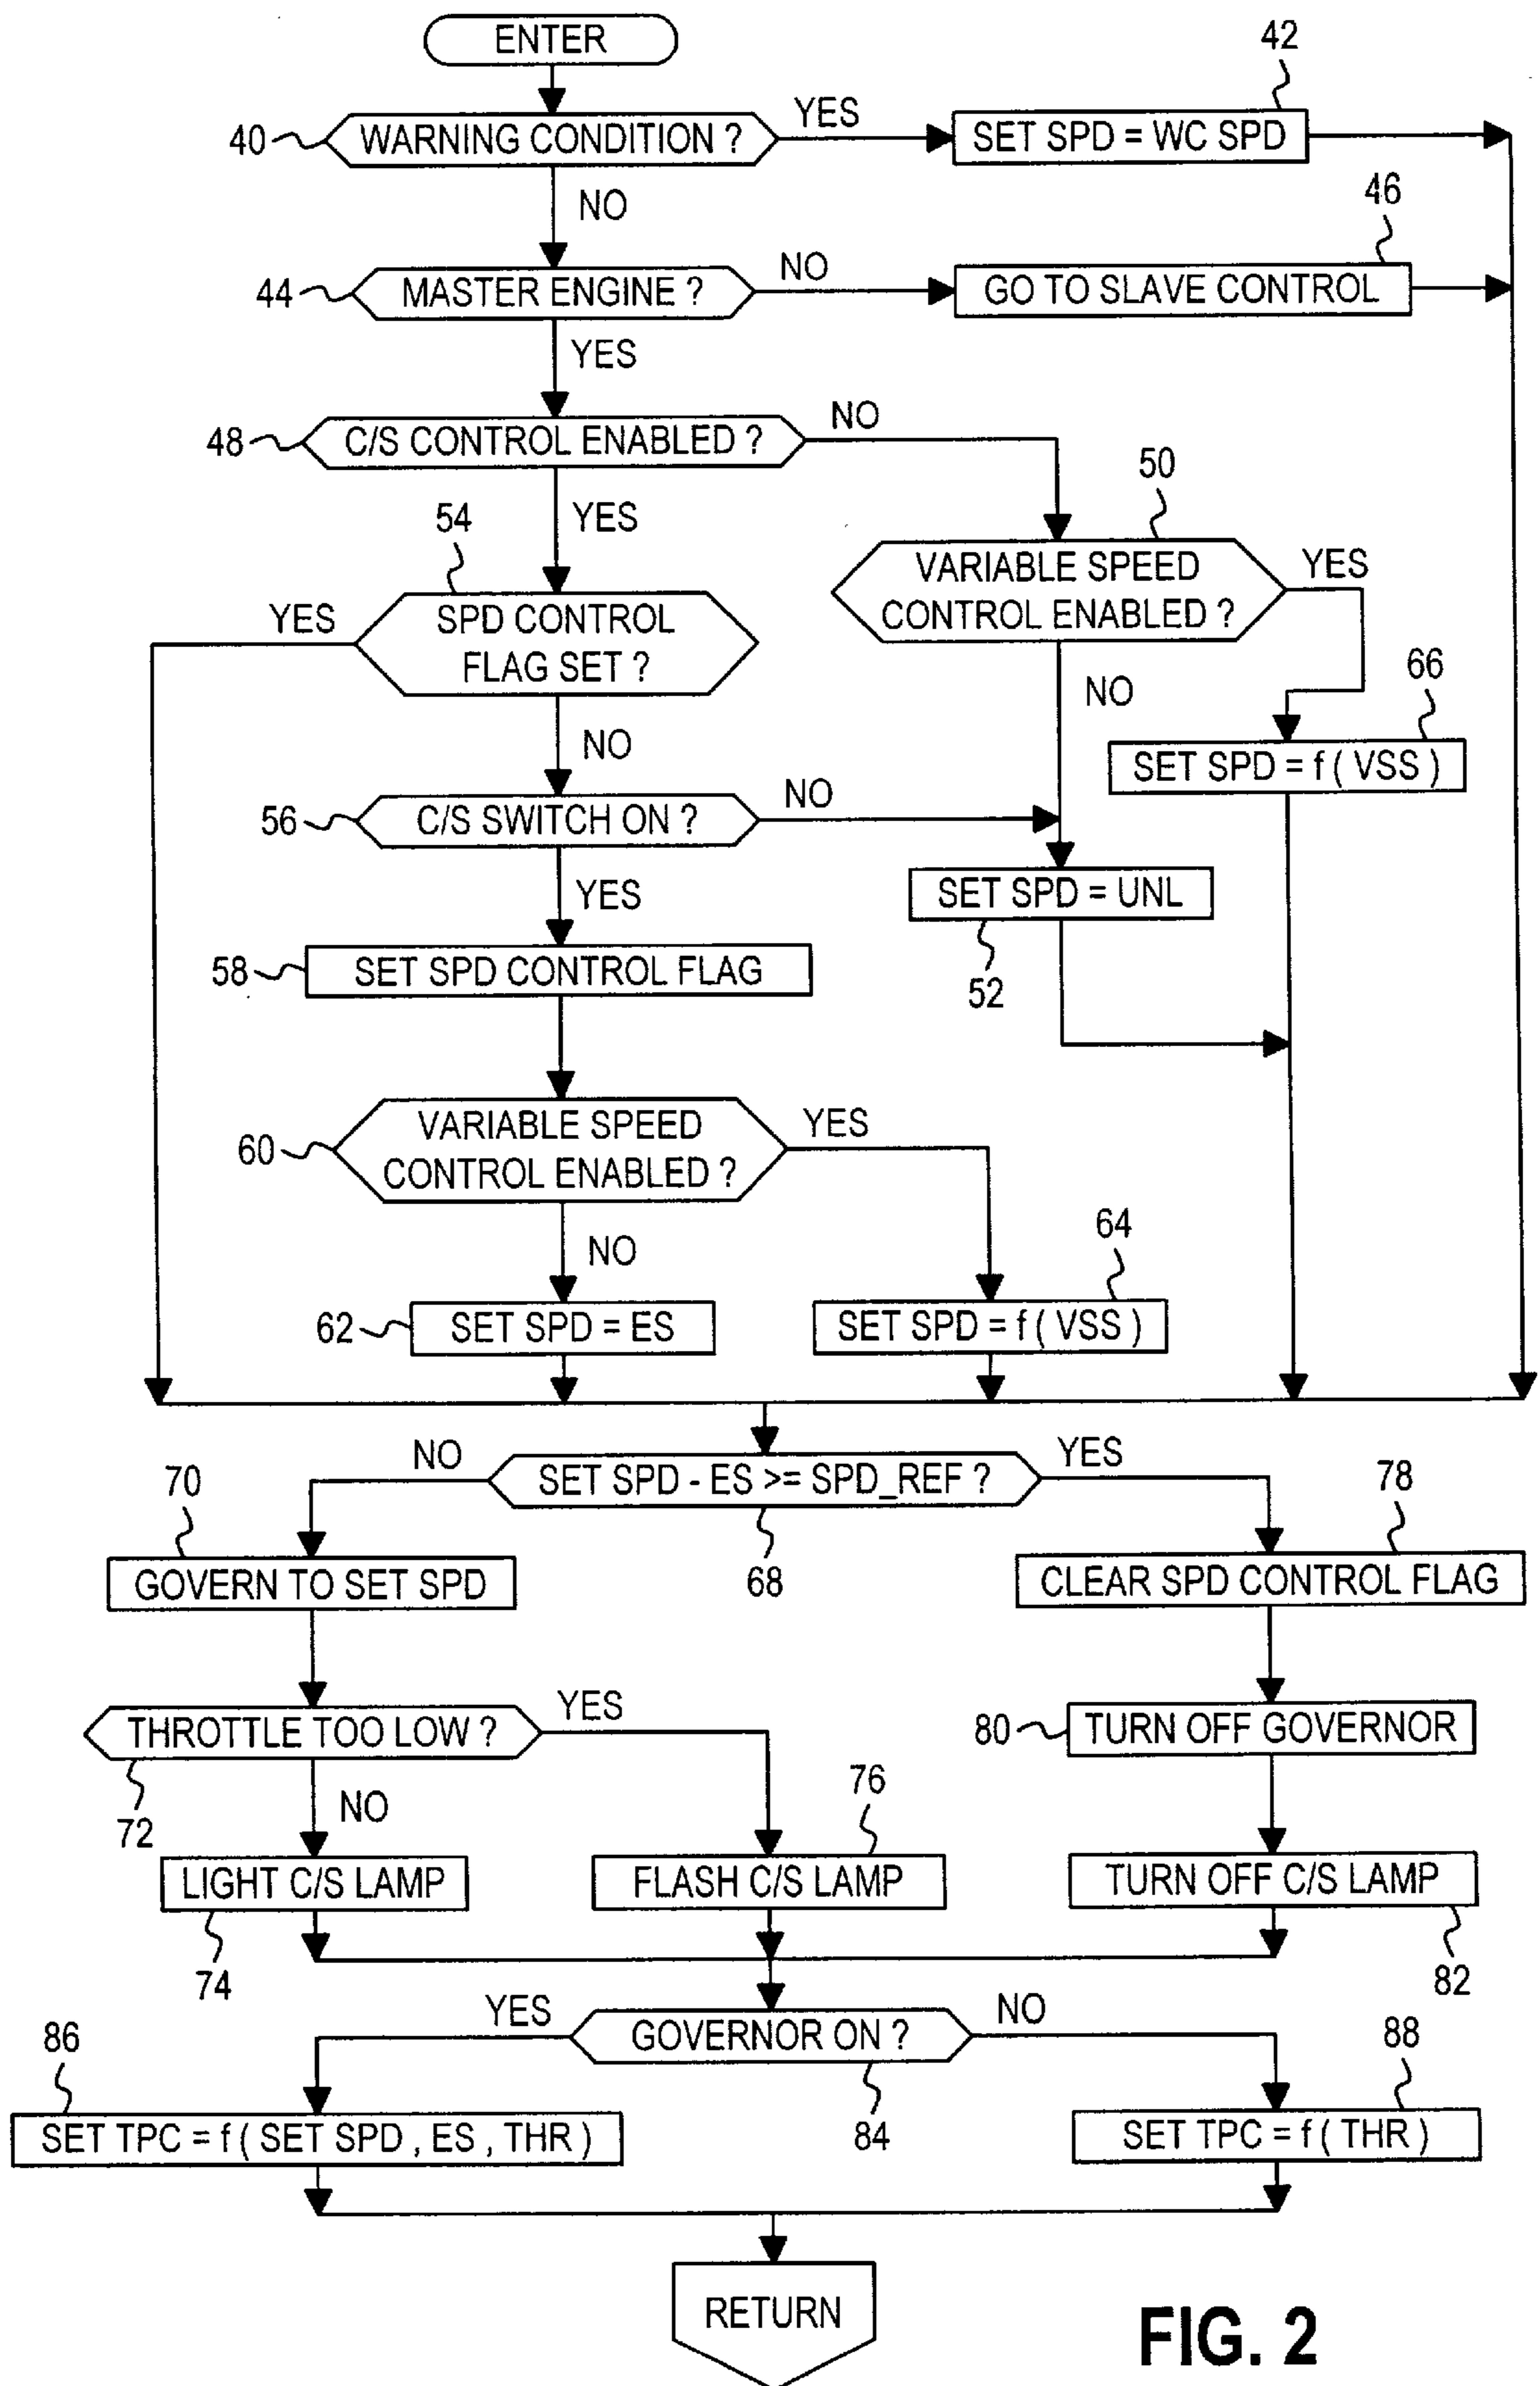 ENTER
42
40
WARNING CONDITION ?
YES
SET SPD = WC SPD
NO
46
44
MASTER ENGINE ?
NO
GO TO SLAVE CONTROL
YES
48
C/S CONTROL ENABLED ?
NO
50
YES
54
VARIABLE SPEED
CONTROL ENABLED ?
YES
YES
SPD CONTROL
FLAG SET ?
66
NO
NO
SET SPD = f ( VSS )
56
C/S SWITCH ON ?
NO
YES
SET SPD = UNL
52
58
SET SPD CONTROL FLAG
60
VARIABLE SPEED
CONTROL ENABLED ?
YES
64
NO
62
SET SPD = ES
SET SPD = f ( VSS )
NO
SET SPD - ES >= SPD_REF ?
YES
68
70
78
GOVERN TO SET SPD
CLEAR SPD CONTROL FLAG
THROTTLE TOO LOW ?
YES
72
80
TURN OFF GOVERNOR
NO
76
LIGHT C/S LAMP
74
FLASH C/S LAMP
TURN OFF C/S LAMP
82
YES
GOVERNOR ON ?
NO
84
86
88
SET TPC = f ( SET SPD , ES , THR )
SET TPC = f ( THR )
RETURN
FIG. 2